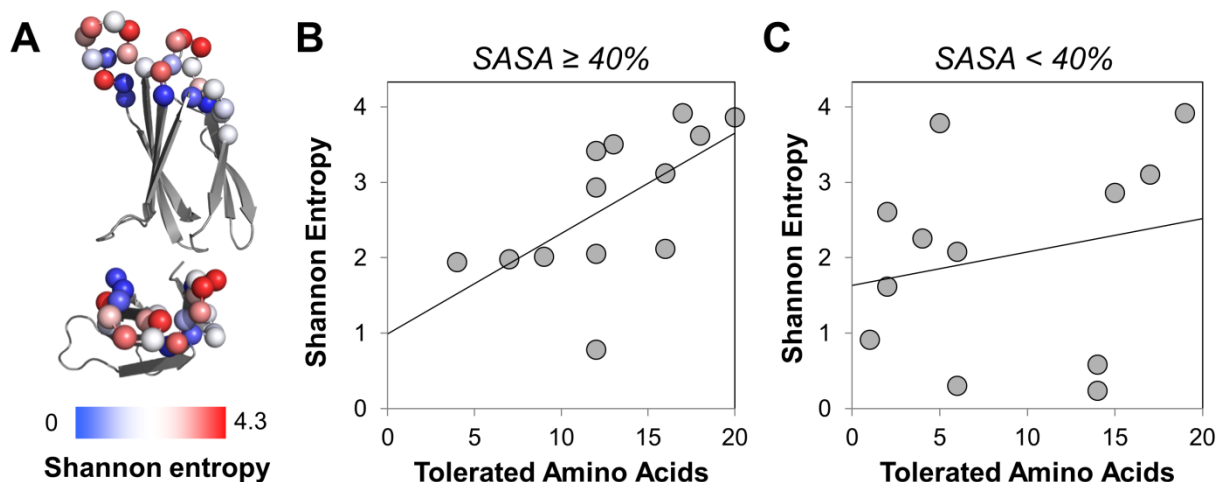 A
0 4.3
Shannon entropy
B
SASA ≥ 40%
Shannon Entropy
4
3
2
1
0
0 5 10 15 20
Tolerated Amino Acids
C
SASA < 40%
Shannon Entropy
4
3
2
1
0
0 5 10 15 20
Tolerated Amino Acids